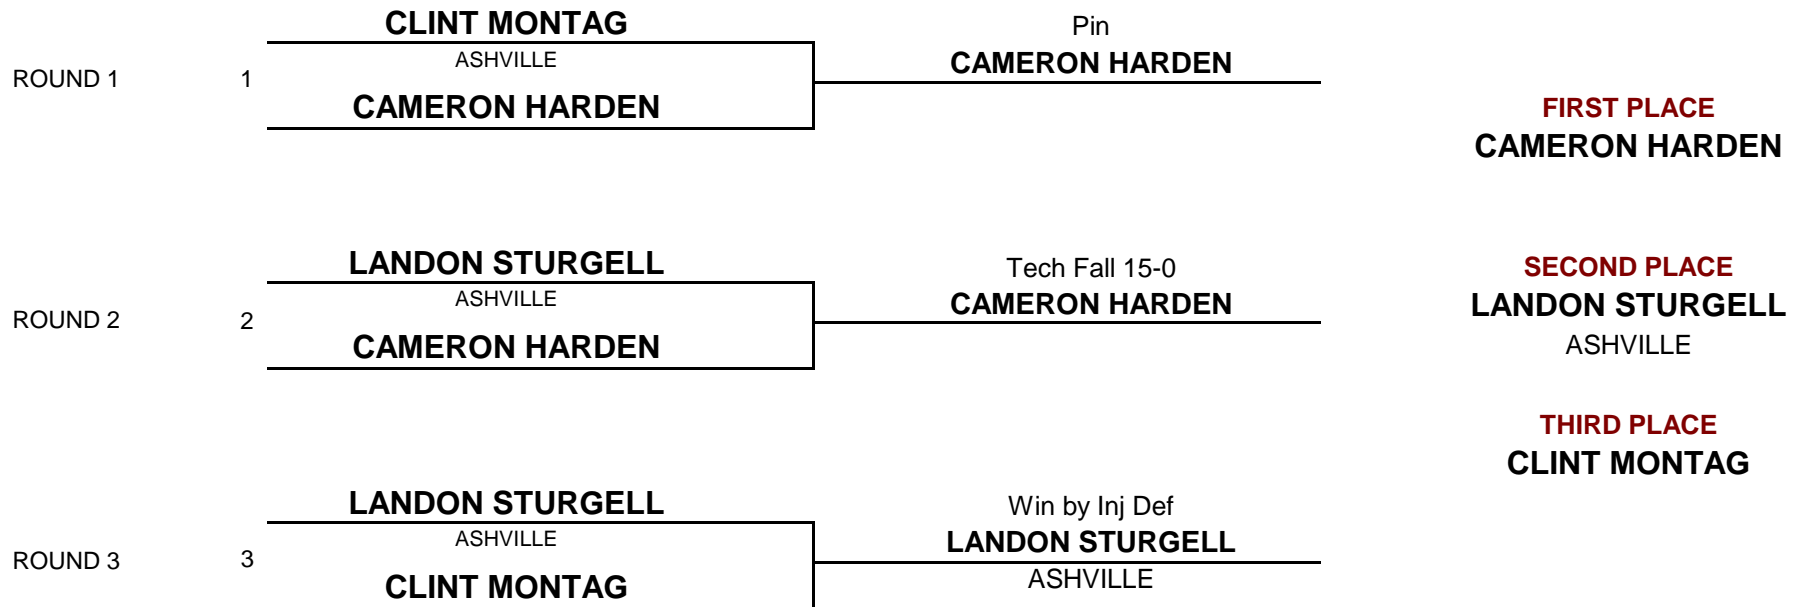 CLINT MONTAG
ASHVILLE
ROUND 1
1
CAMERON HARDEN
Pin
CAMERON HARDEN
FIRST PLACE
CAMERON HARDEN
LANDON STURGELL
ASHVILLE
ROUND 2
2
CAMERON HARDEN
Tech Fall 15-0
CAMERON HARDEN
SECOND PLACE
LANDON STURGELL
ASHVILLE
THIRD PLACE
CLINT MONTAG
LANDON STURGELL
ASHVILLE
ROUND 3
3
CLINT MONTAG
Win by Inj Def
LANDON STURGELL
ASHVILLE